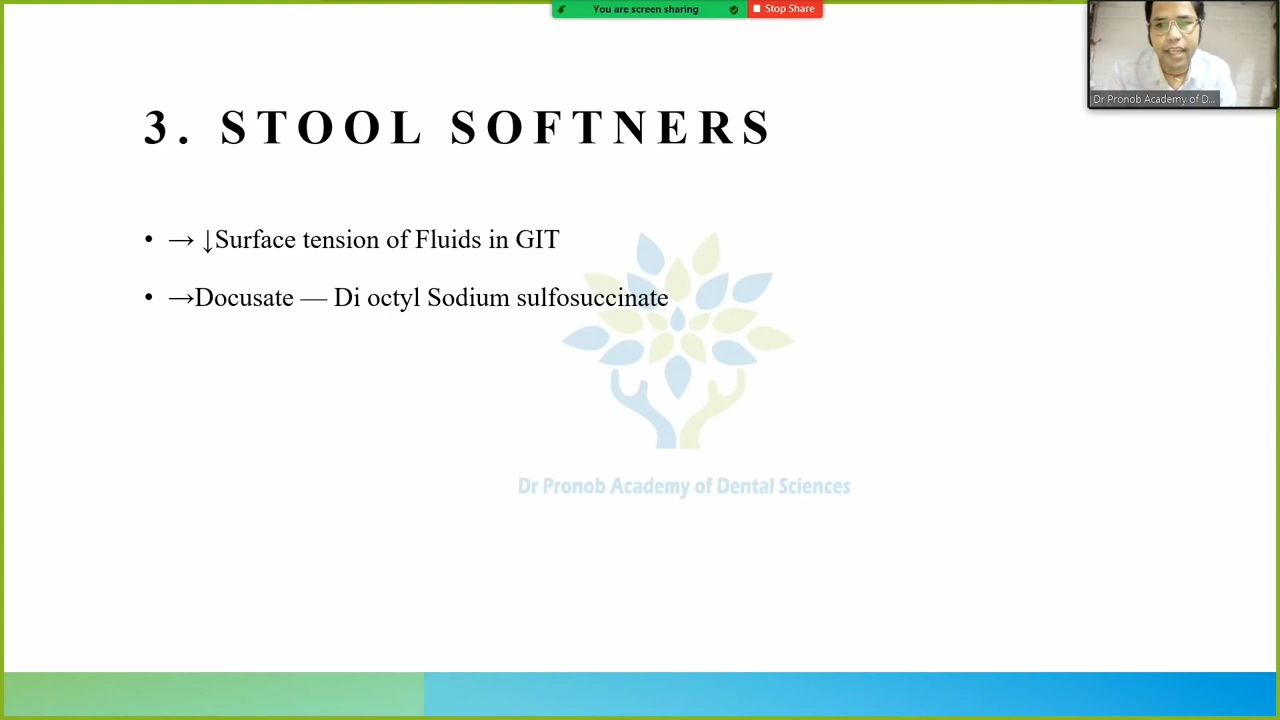 You are screen sharing
Stop Share
Dr Pronob Academy of D...
3. STOOL SOFTNERS
• → ↓Surface tension of Fluids in GIT
• →Docusate — Di octyl Sodium sulfosuccinate
Dr Pronob Academy of Dental Sciences